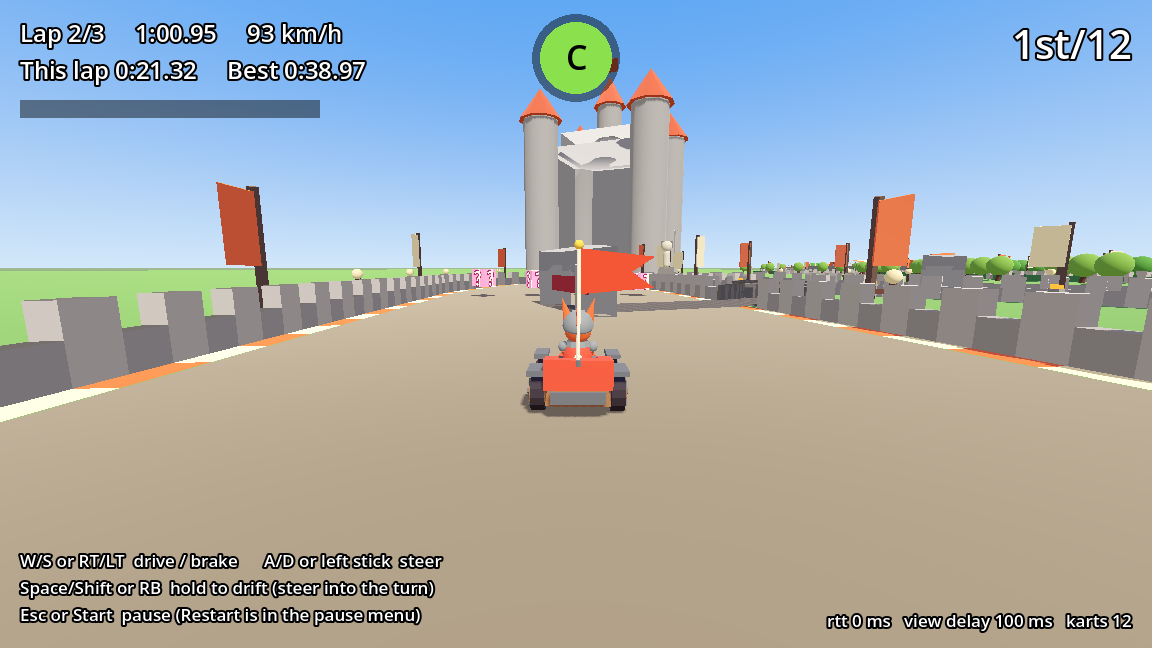 Lap 2/3 1:00.95 93 km/h
This lap 0:21.32 Best 0:38.97
C
1st/12
W/S or RT/LT drive / brake A/D or left stick steer
Space/Shift or RB hold to drift (steer into the turn)
Esc or Start pause (Restart is in the pause menu)
rtt 0 ms view delay 100 ms karts 12